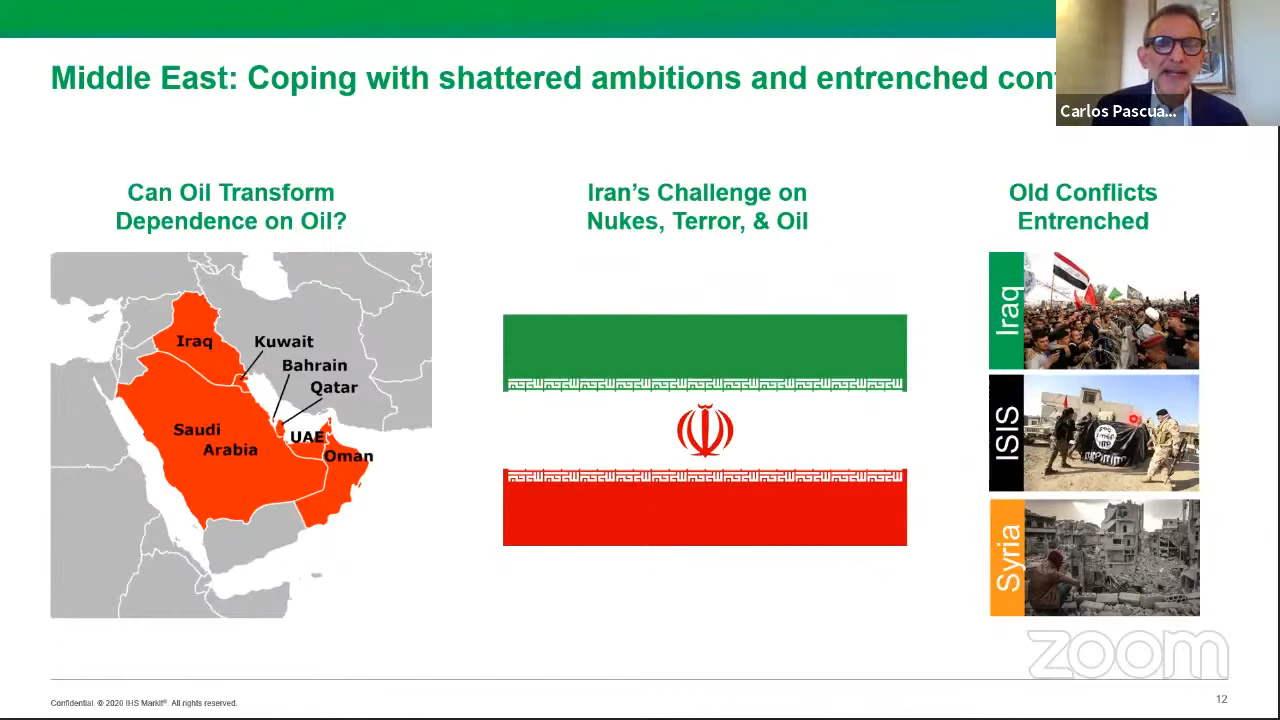 Middle East: Coping with shattered ambitions and entrenched con
Carlos Pascua...
Can Oil Transform
Dependence on Oil?
Iraq
Kuwait
Bahrain
Qatar
Saudi
Arabia
UAE
Oman
Iran's Challenge on
Nukes, Terror, & Oil
Old Conflicts
Entrenched
Iraq
ISIS
Syria
zoom
Confidential. © 2020 IHS Markit®. All rights reserved.
12